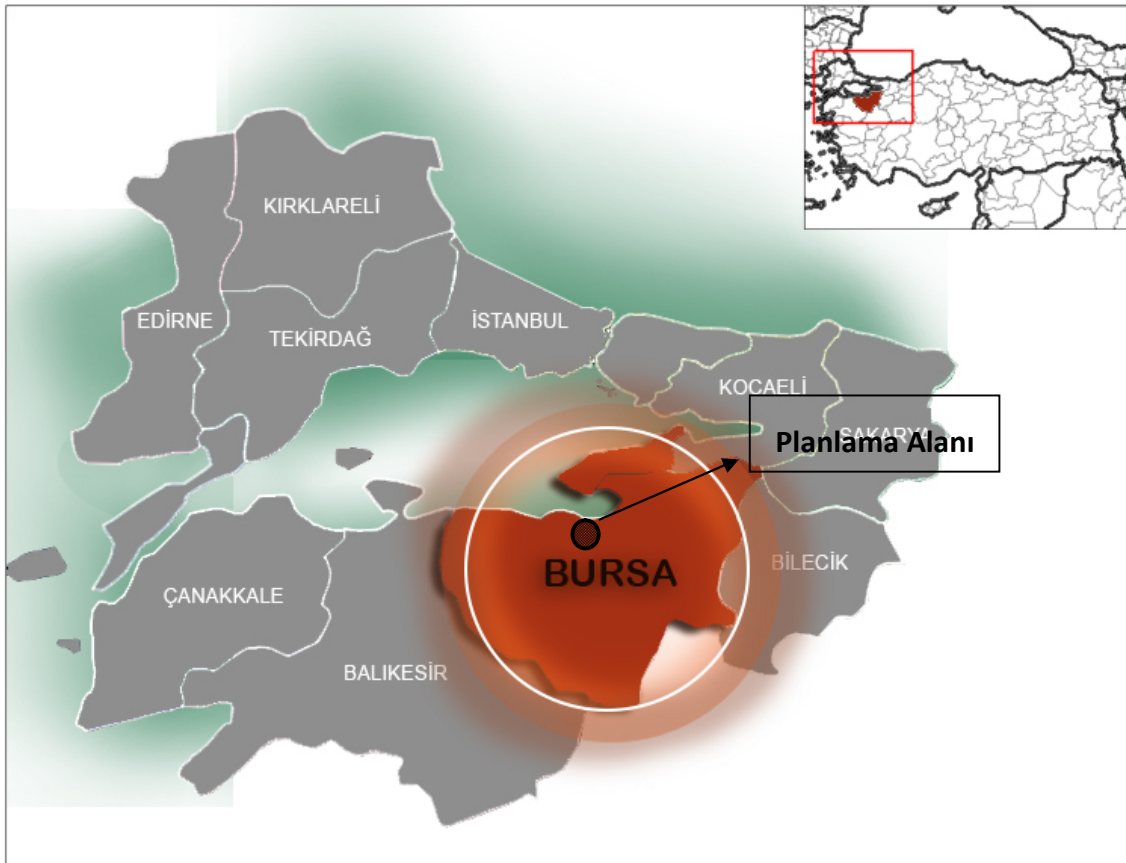 KIRKLARELİ
EDİRNE
TEKİRDAĞ
İSTANBUL
KOCAELİ
SAKARYA
Planlama Alanı
BURSA
BİLECİK
ÇANAKKALE
BALIKESİR